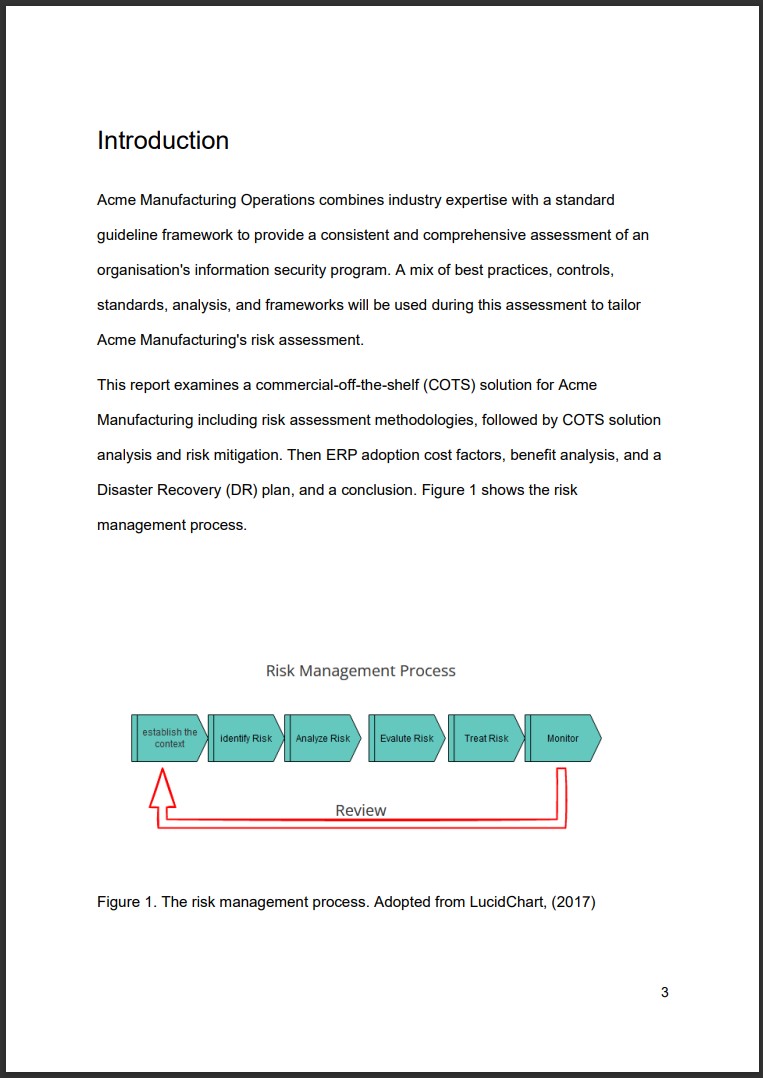 Introduction
Acme Manufacturing Operations combines industry expertise with a standard
guideline framework to provide a consistent and comprehensive assessment of an
organisation's information security program. A mix of best practices, controls,
standards, analysis, and frameworks will be used during this assessment to tailor
Acme Manufacturing's risk assessment.
This report examines a commercial-off-the-shelf (COTS) solution for Acme
Manufacturing including risk assessment methodologies, followed by COTS solution
analysis and risk mitigation. Then ERP adoption cost factors, benefit analysis, and a
Disaster Recovery (DR) plan, and a conclusion. Figure 1 shows the risk
management process.
Risk Management Process
establish the
context
identify Risk
Analyze Risk
Evalute Risk
Treat Risk
Monitor
Review
Figure 1. The risk management process. Adopted from LucidChart, (2017)
3